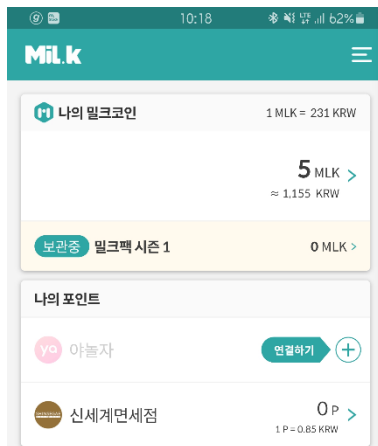 10:18 LTE 62%
MiL.k
나의 밀크코인 1 MLK = 231 KRW
5 MLK >
≈ 1,155 KRW
보관중 밀크팩 시즌 1 0 MLK >
나의 포인트
ya 야놀자 연결하기 +
신세계면세점 0 P >
1 P = 0.85 KRW